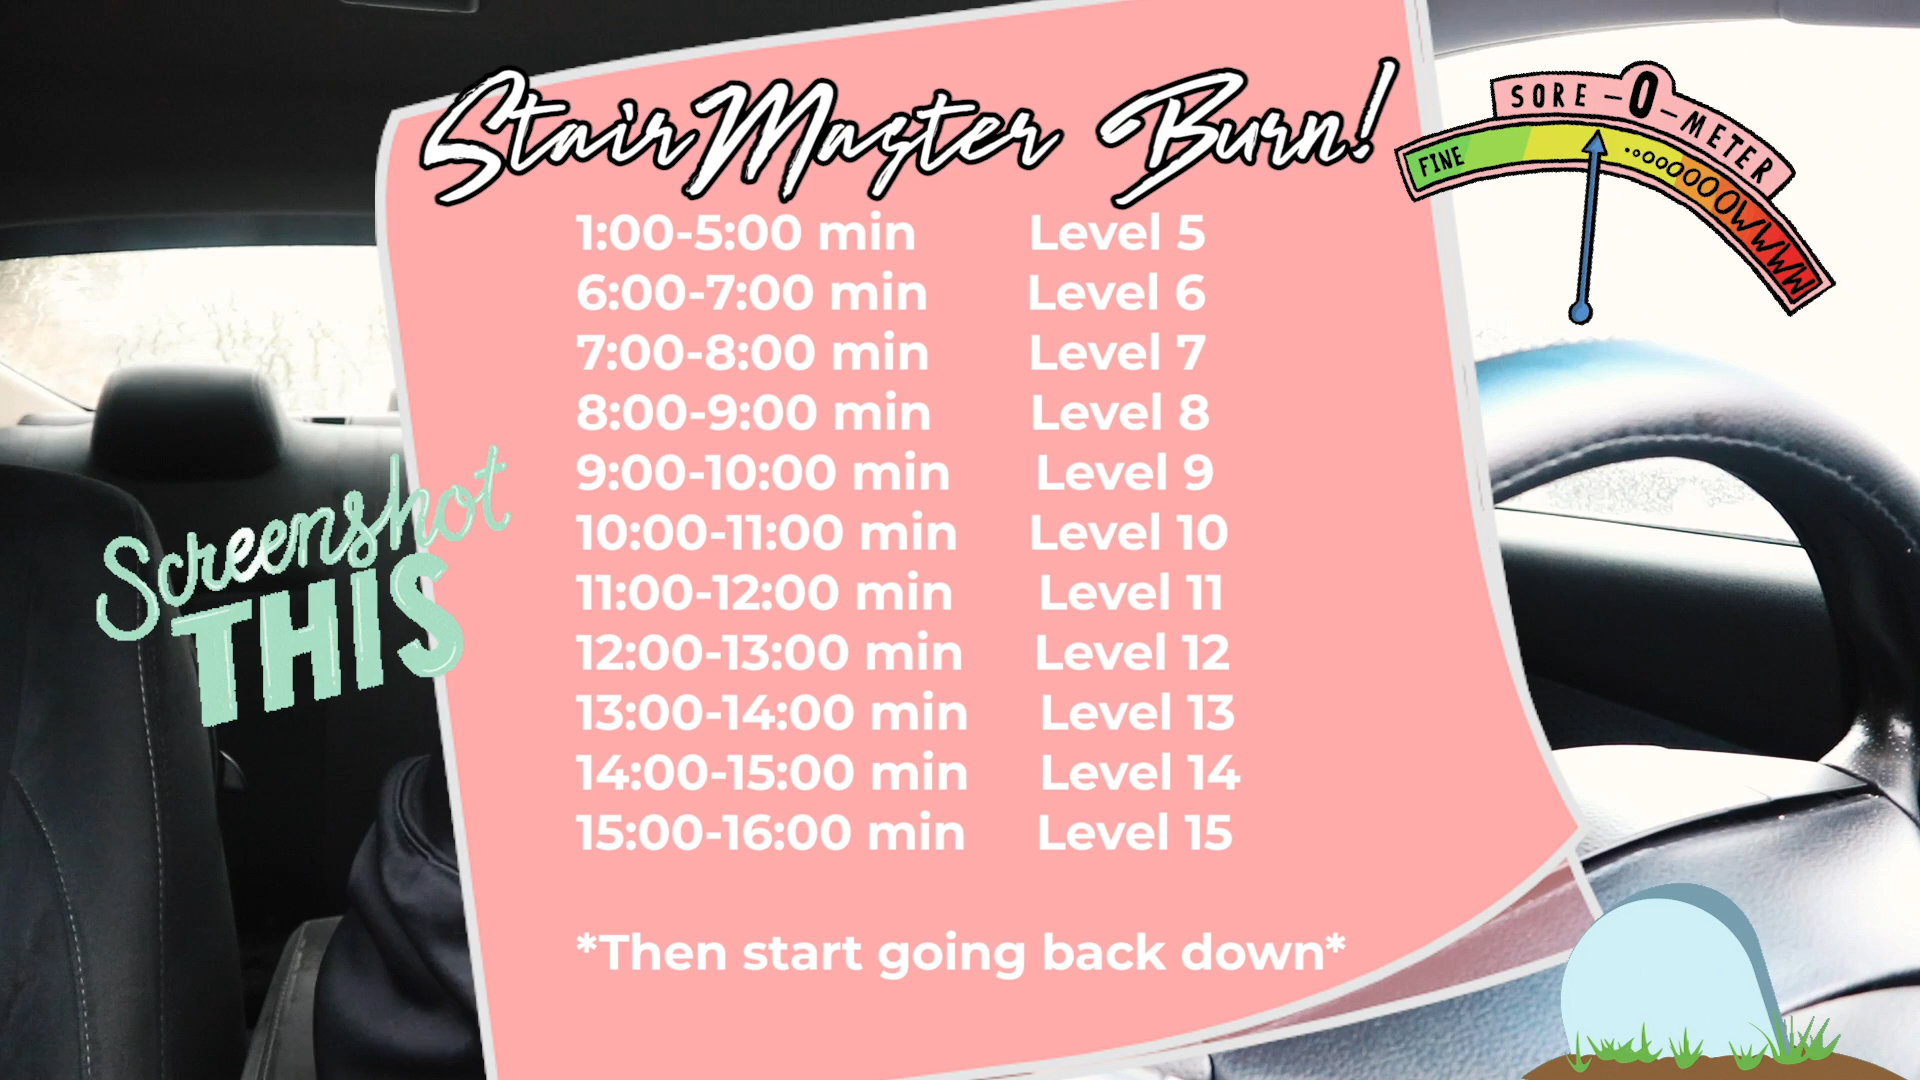 StairMaster Burn!
SORE-O-METER
FINE
.ooooOOOOWWWWW
1:00-5:00 min Level 5
6:00-7:00 min Level 6
7:00-8:00 min Level 7
8:00-9:00 min Level 8
9:00-10:00 min Level 9
10:00-11:00 min Level 10
11:00-12:00 min Level 11
12:00-13:00 min Level 12
13:00-14:00 min Level 13
14:00-15:00 min Level 14
15:00-16:00 min Level 15
*Then start going back down*
Screenshot
THIS